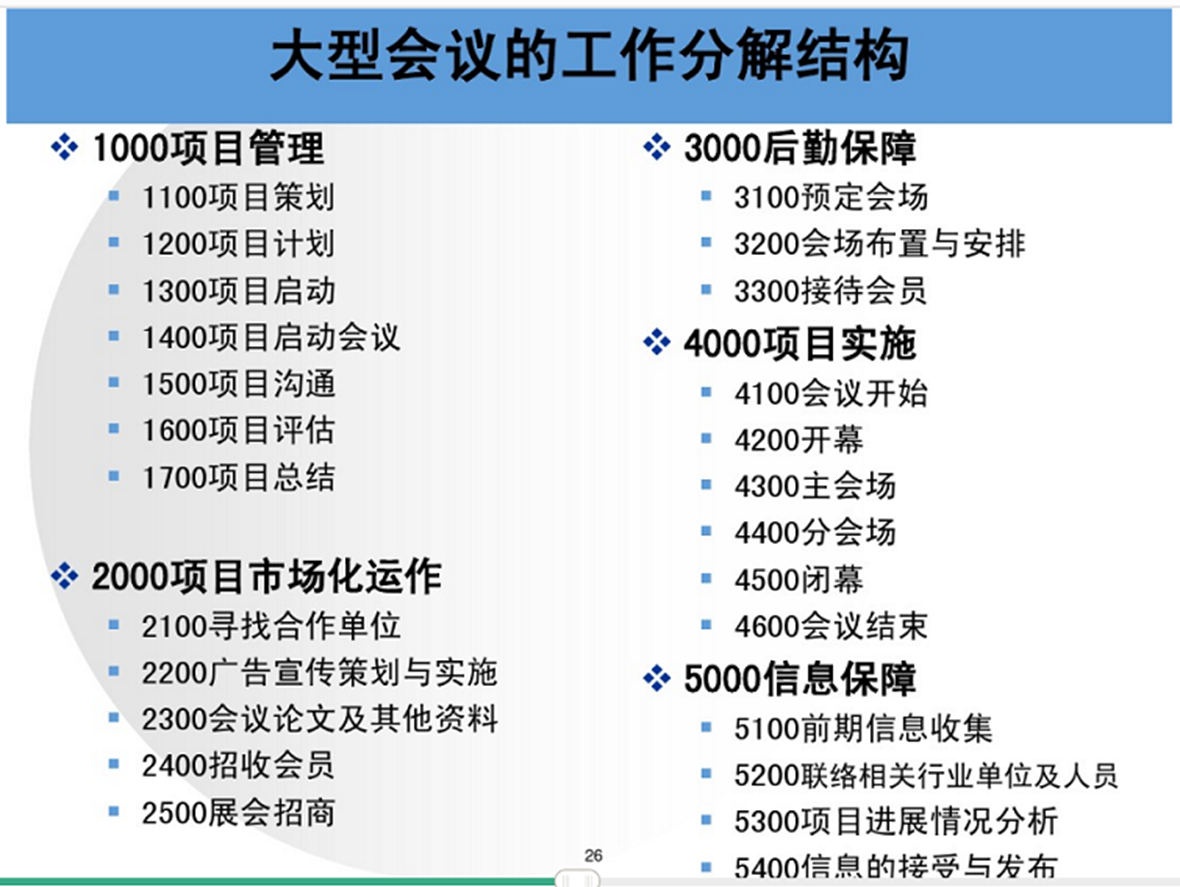 大型会议的工作分解结构
1000项目管理
1100项目策划
1200项目计划
1300项目启动
1400项目启动会议
1500项目沟通
1600项目评估
1700项目总结
2000项目市场化运作
2100寻找合作单位
2200广告宣传策划与实施
2300会议论文及其他资料
2400招收会员
2500展会招商
3000后勤保障
3100预定会场
3200会场布置与安排
3300接待会员
4000项目实施
4100会议开始
4200开幕
4300主会场
4400分会场
4500闭幕
4600会议结束
5000信息保障
5100前期信息收集
5200联络相关行业单位及人员
5300项目进展情况分析
5400信息的接受与发布
26